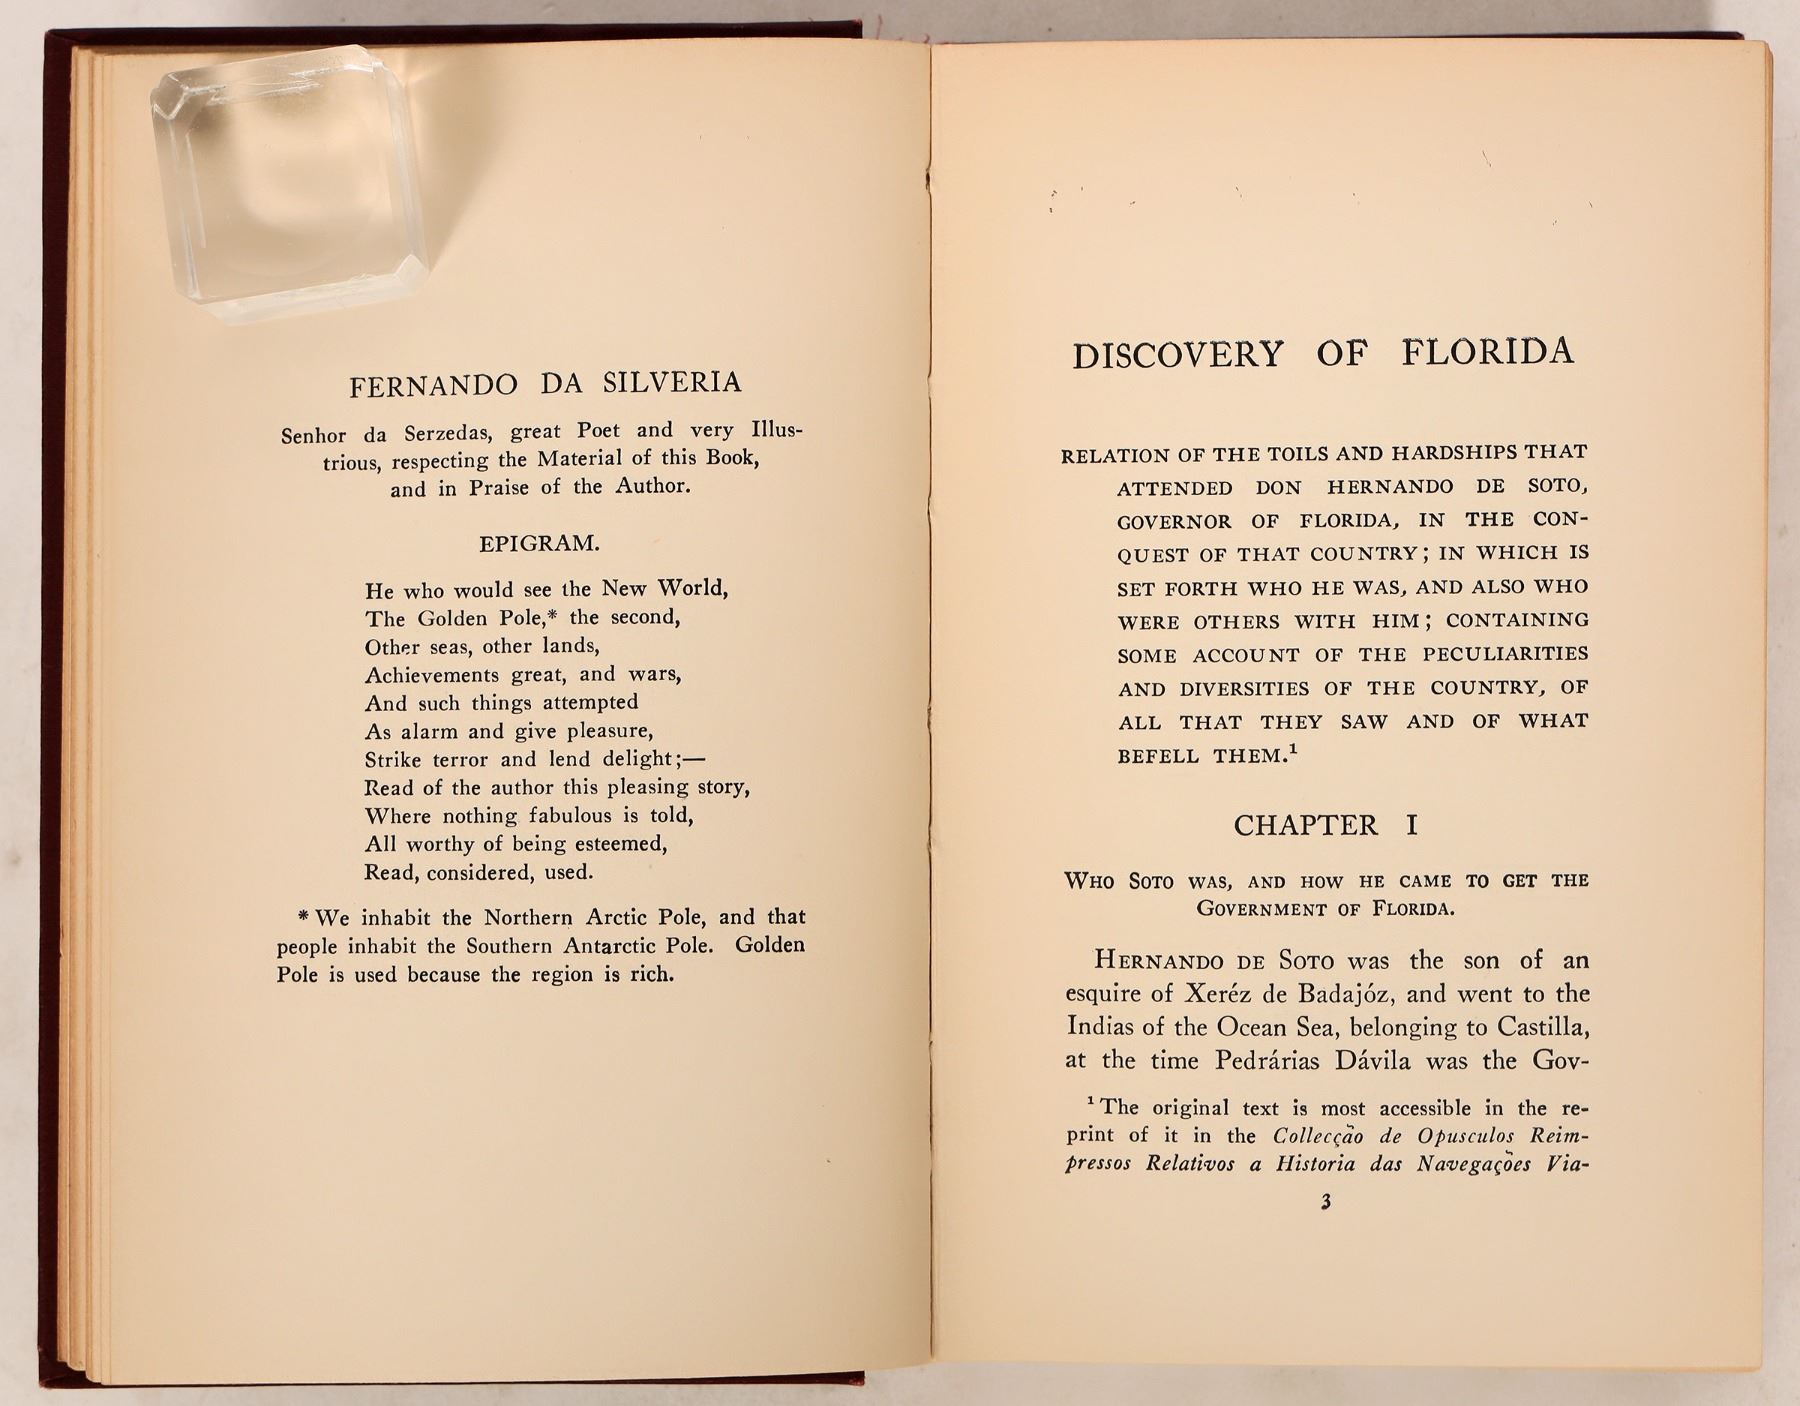 FERNANDO DA SILVERIA
Senhor da Serzedas, great Poet and very Illus-
trious, respecting the Material of this Book,
and in Praise of the Author.
EPIGRAM.
He who would see the New World,
The Golden Pole,* the second,
Other seas, other lands,
Achievements great, and wars,
And such things attempted
As alarm and give pleasure,
Strike terror and lend delight;—
Read of the author this pleasing story,
Where nothing fabulous is told,
All worthy of being esteemed,
Read, considered, used.
* We inhabit the Northern Arctic Pole, and that
people inhabit the Southern Antarctic Pole. Golden
Pole is used because the region is rich.
DISCOVERY OF FLORIDA
RELATION OF THE TOILS AND HARDSHIPS THAT
ATTENDED DON HERNANDO DE SOTO,
GOVERNOR OF FLORIDA, IN THE CON-
QUEST OF THAT COUNTRY; IN WHICH IS
SET FORTH WHO HE WAS, AND ALSO WHO
WERE OTHERS WITH HIM; CONTAINING
SOME ACCOUNT OF THE PECULIARITIES
AND DIVERSITIES OF THE COUNTRY, OF
ALL THAT THEY SAW AND OF WHAT
BEFELL THEM.¹
CHAPTER I
WHO SOTO WAS, AND HOW HE CAME TO GET THE
GOVERNMENT OF FLORIDA.
HERNANDO DE SOTO was the son of an
esquire of Xeréz de Badajóz, and went to the
Indias of the Ocean Sea, belonging to Castilla,
at the time Pedrárias Dávila was the Gov-
¹ The original text is most accessible in the re-
print of it in the Collecção de Opusculos Reim-
pressos Relativos a Historia das Navegações Via-
3